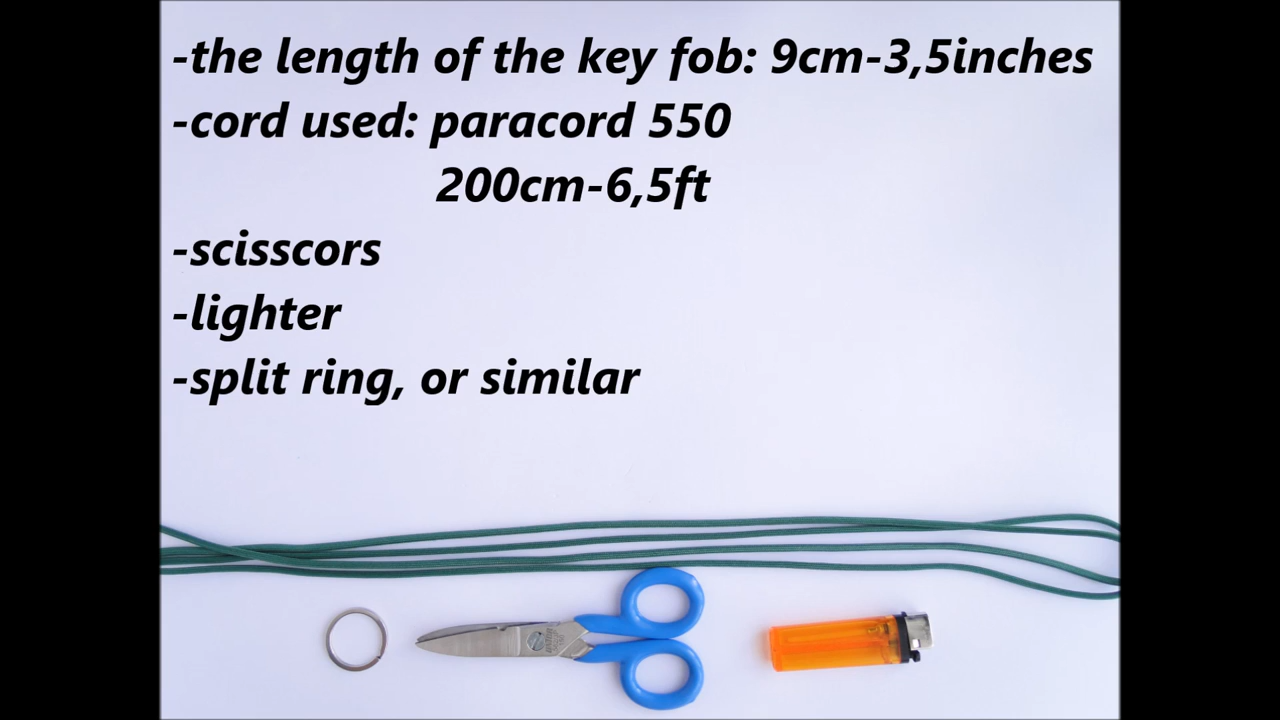 -the length of the key fob: 9cm-3,5inches
-cord used: paracord 550
200cm-6,5ft
-scisscors
-lighter
-split ring, or similar